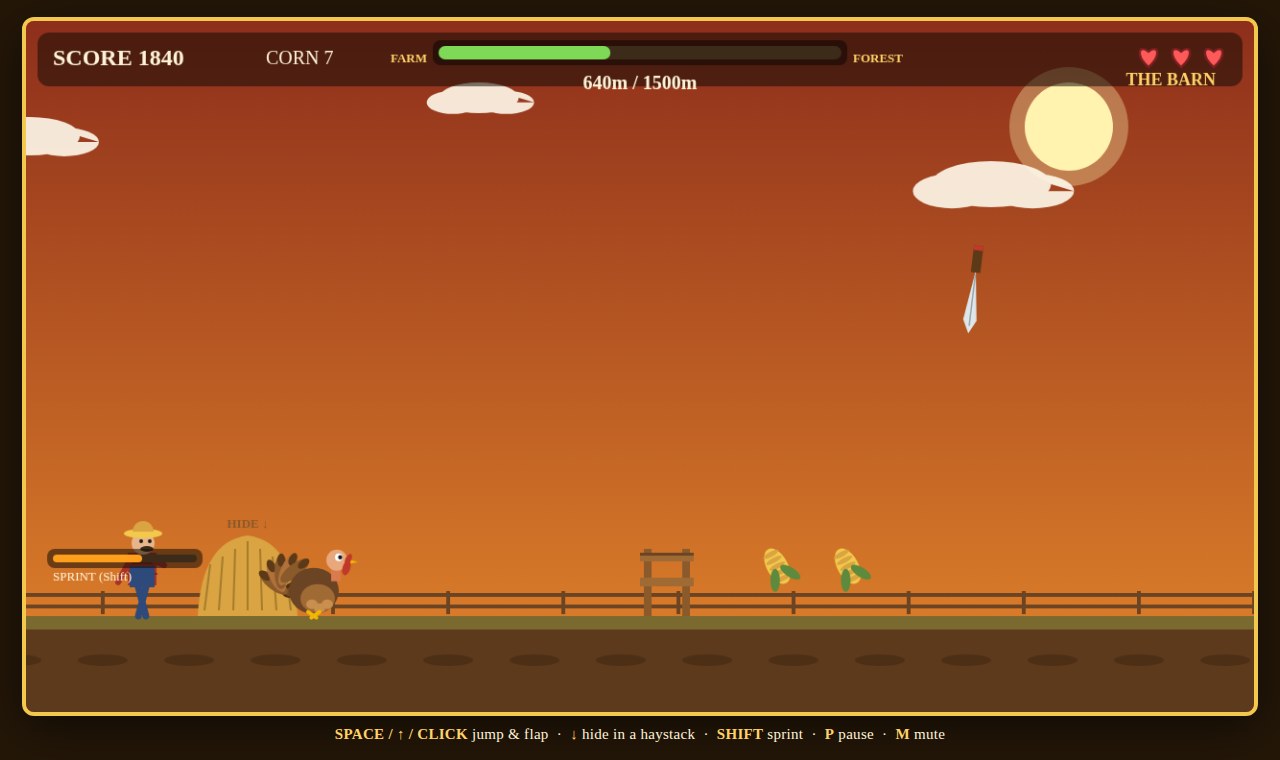 SCORE 1840
CORN 7
FARM
FOREST
640m / 1500m
THE BARN
HIDE ↓
SPRINT (Shift)
SPACE / ↑ / CLICK jump & flap · ↓ hide in a haystack · SHIFT sprint · P pause · M mute